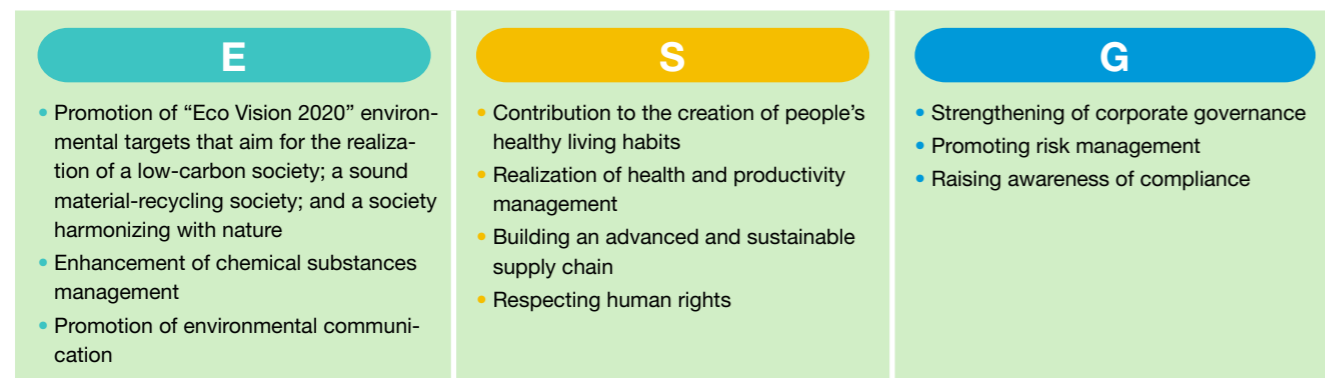 E
• Promotion of “Eco Vision 2020” environ-
mental targets that aim for the realiza-
tion of a low-carbon society; a sound
material-recycling society; and a society
harmonizing with nature
• Enhancement of chemical substances
management
• Promotion of environmental communi-
cation
S
• Contribution to the creation of people’s
healthy living habits
• Realization of health and productivity
management
• Building an advanced and sustainable
supply chain
• Respecting human rights
G
• Strengthening of corporate governance
• Promoting risk management
• Raising awareness of compliance